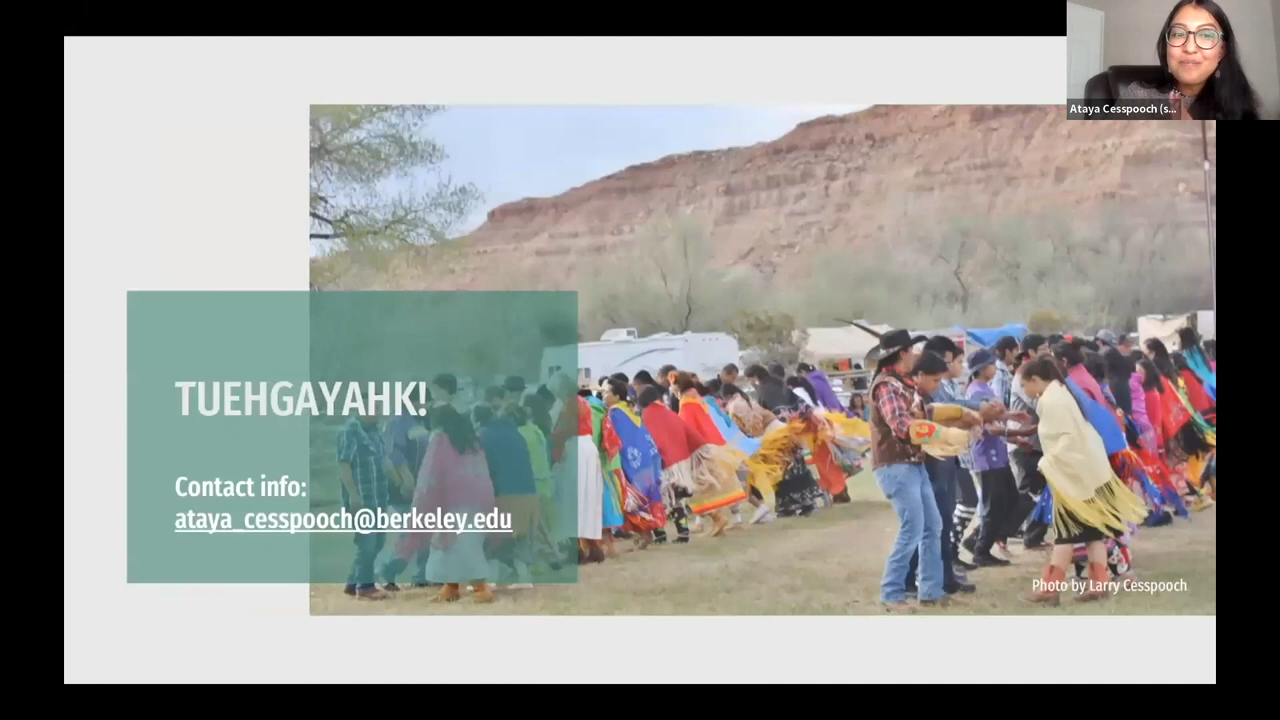 Ataya Cesspooch (s...
TUEHGAYAHK!
Contact info:
ataya_cesspooch@berkeley.edu
Photo by Larry Cesspooch